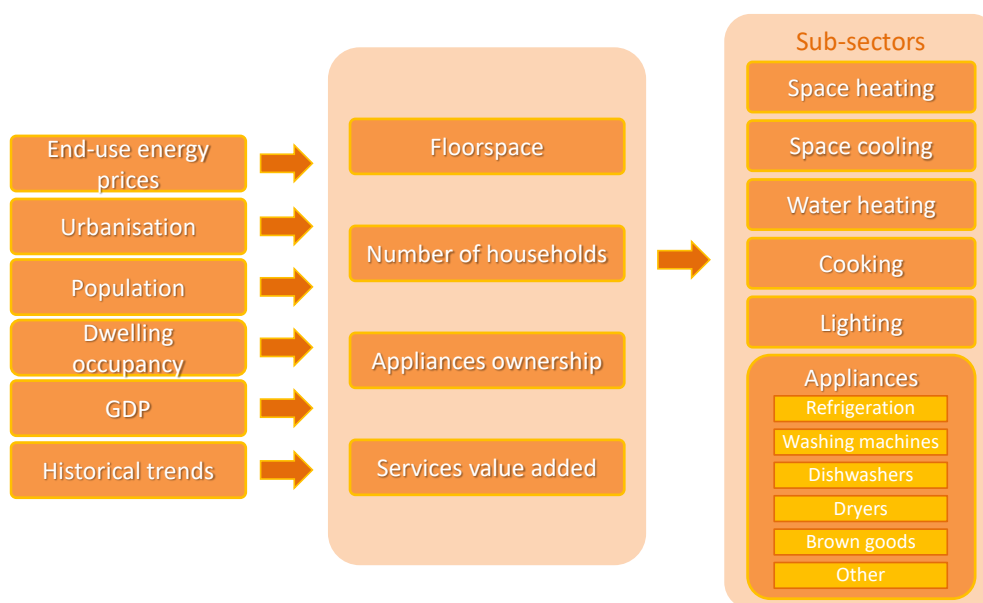 End-use energy
prices
Urbanisation
Population
Dwelling
occupancy
GDP
Historical trends
Floorspace
Number of households
Appliances ownership
Services value added
Sub-sectors
Space heating
Space cooling
Water heating
Cooking
Lighting
Appliances
Refrigeration
Washing machines
Dishwashers
Dryers
Brown goods
Other